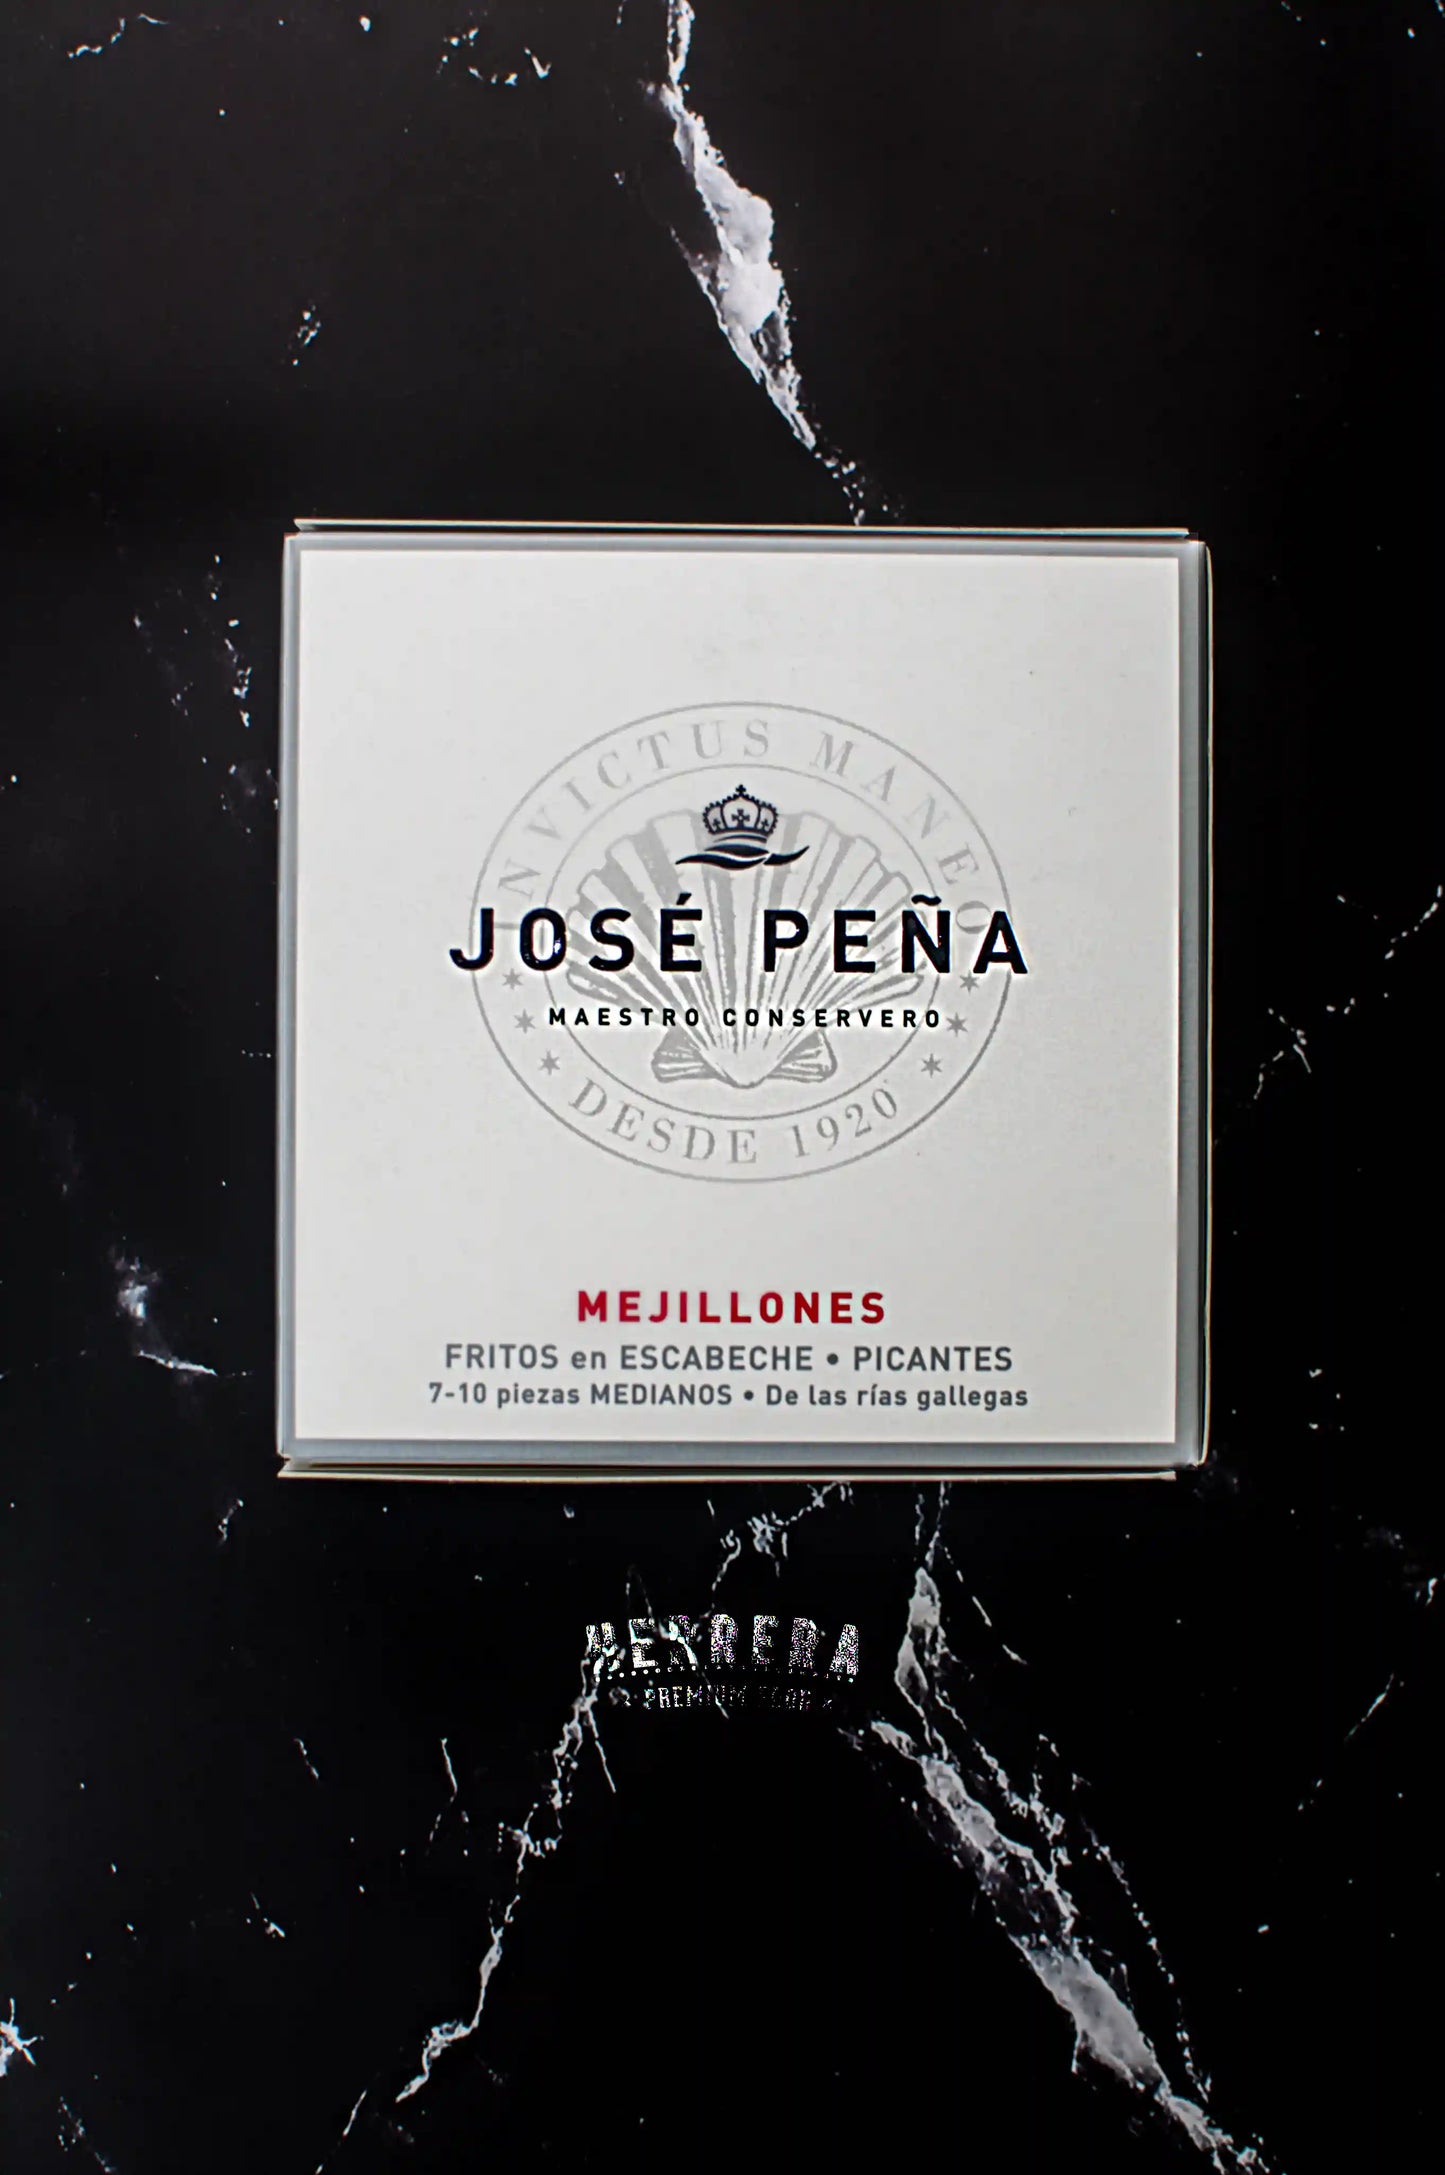 INVICTUS MANEO
JOSÉ PEÑA
MAESTRO CONSERVERO
DESDE 1920
MEJILLONES
FRITOS en ESCABECHE • PICANTES
7-10 piezas MEDIANOS • De las rías gallegas
HERRERA
PREMIUM FOOD